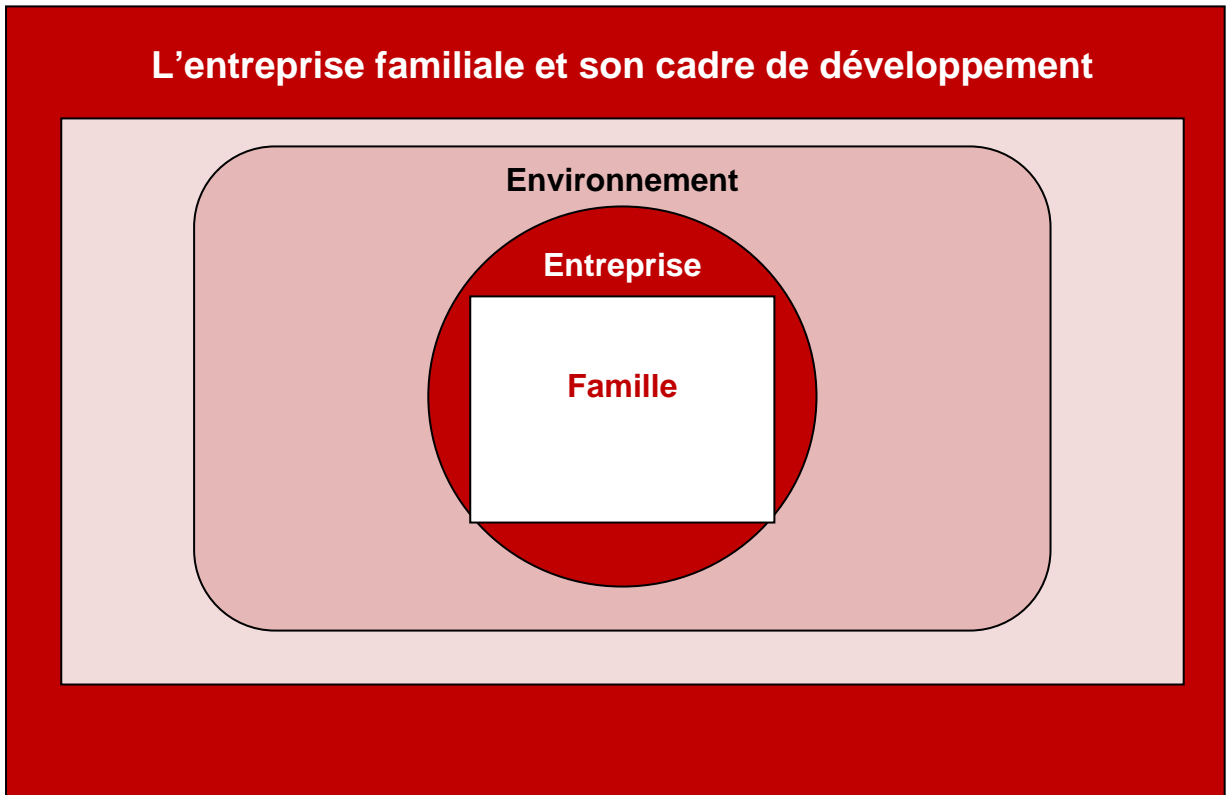 L’entreprise familiale et son cadre de développement
Environnement
Entreprise
Famille